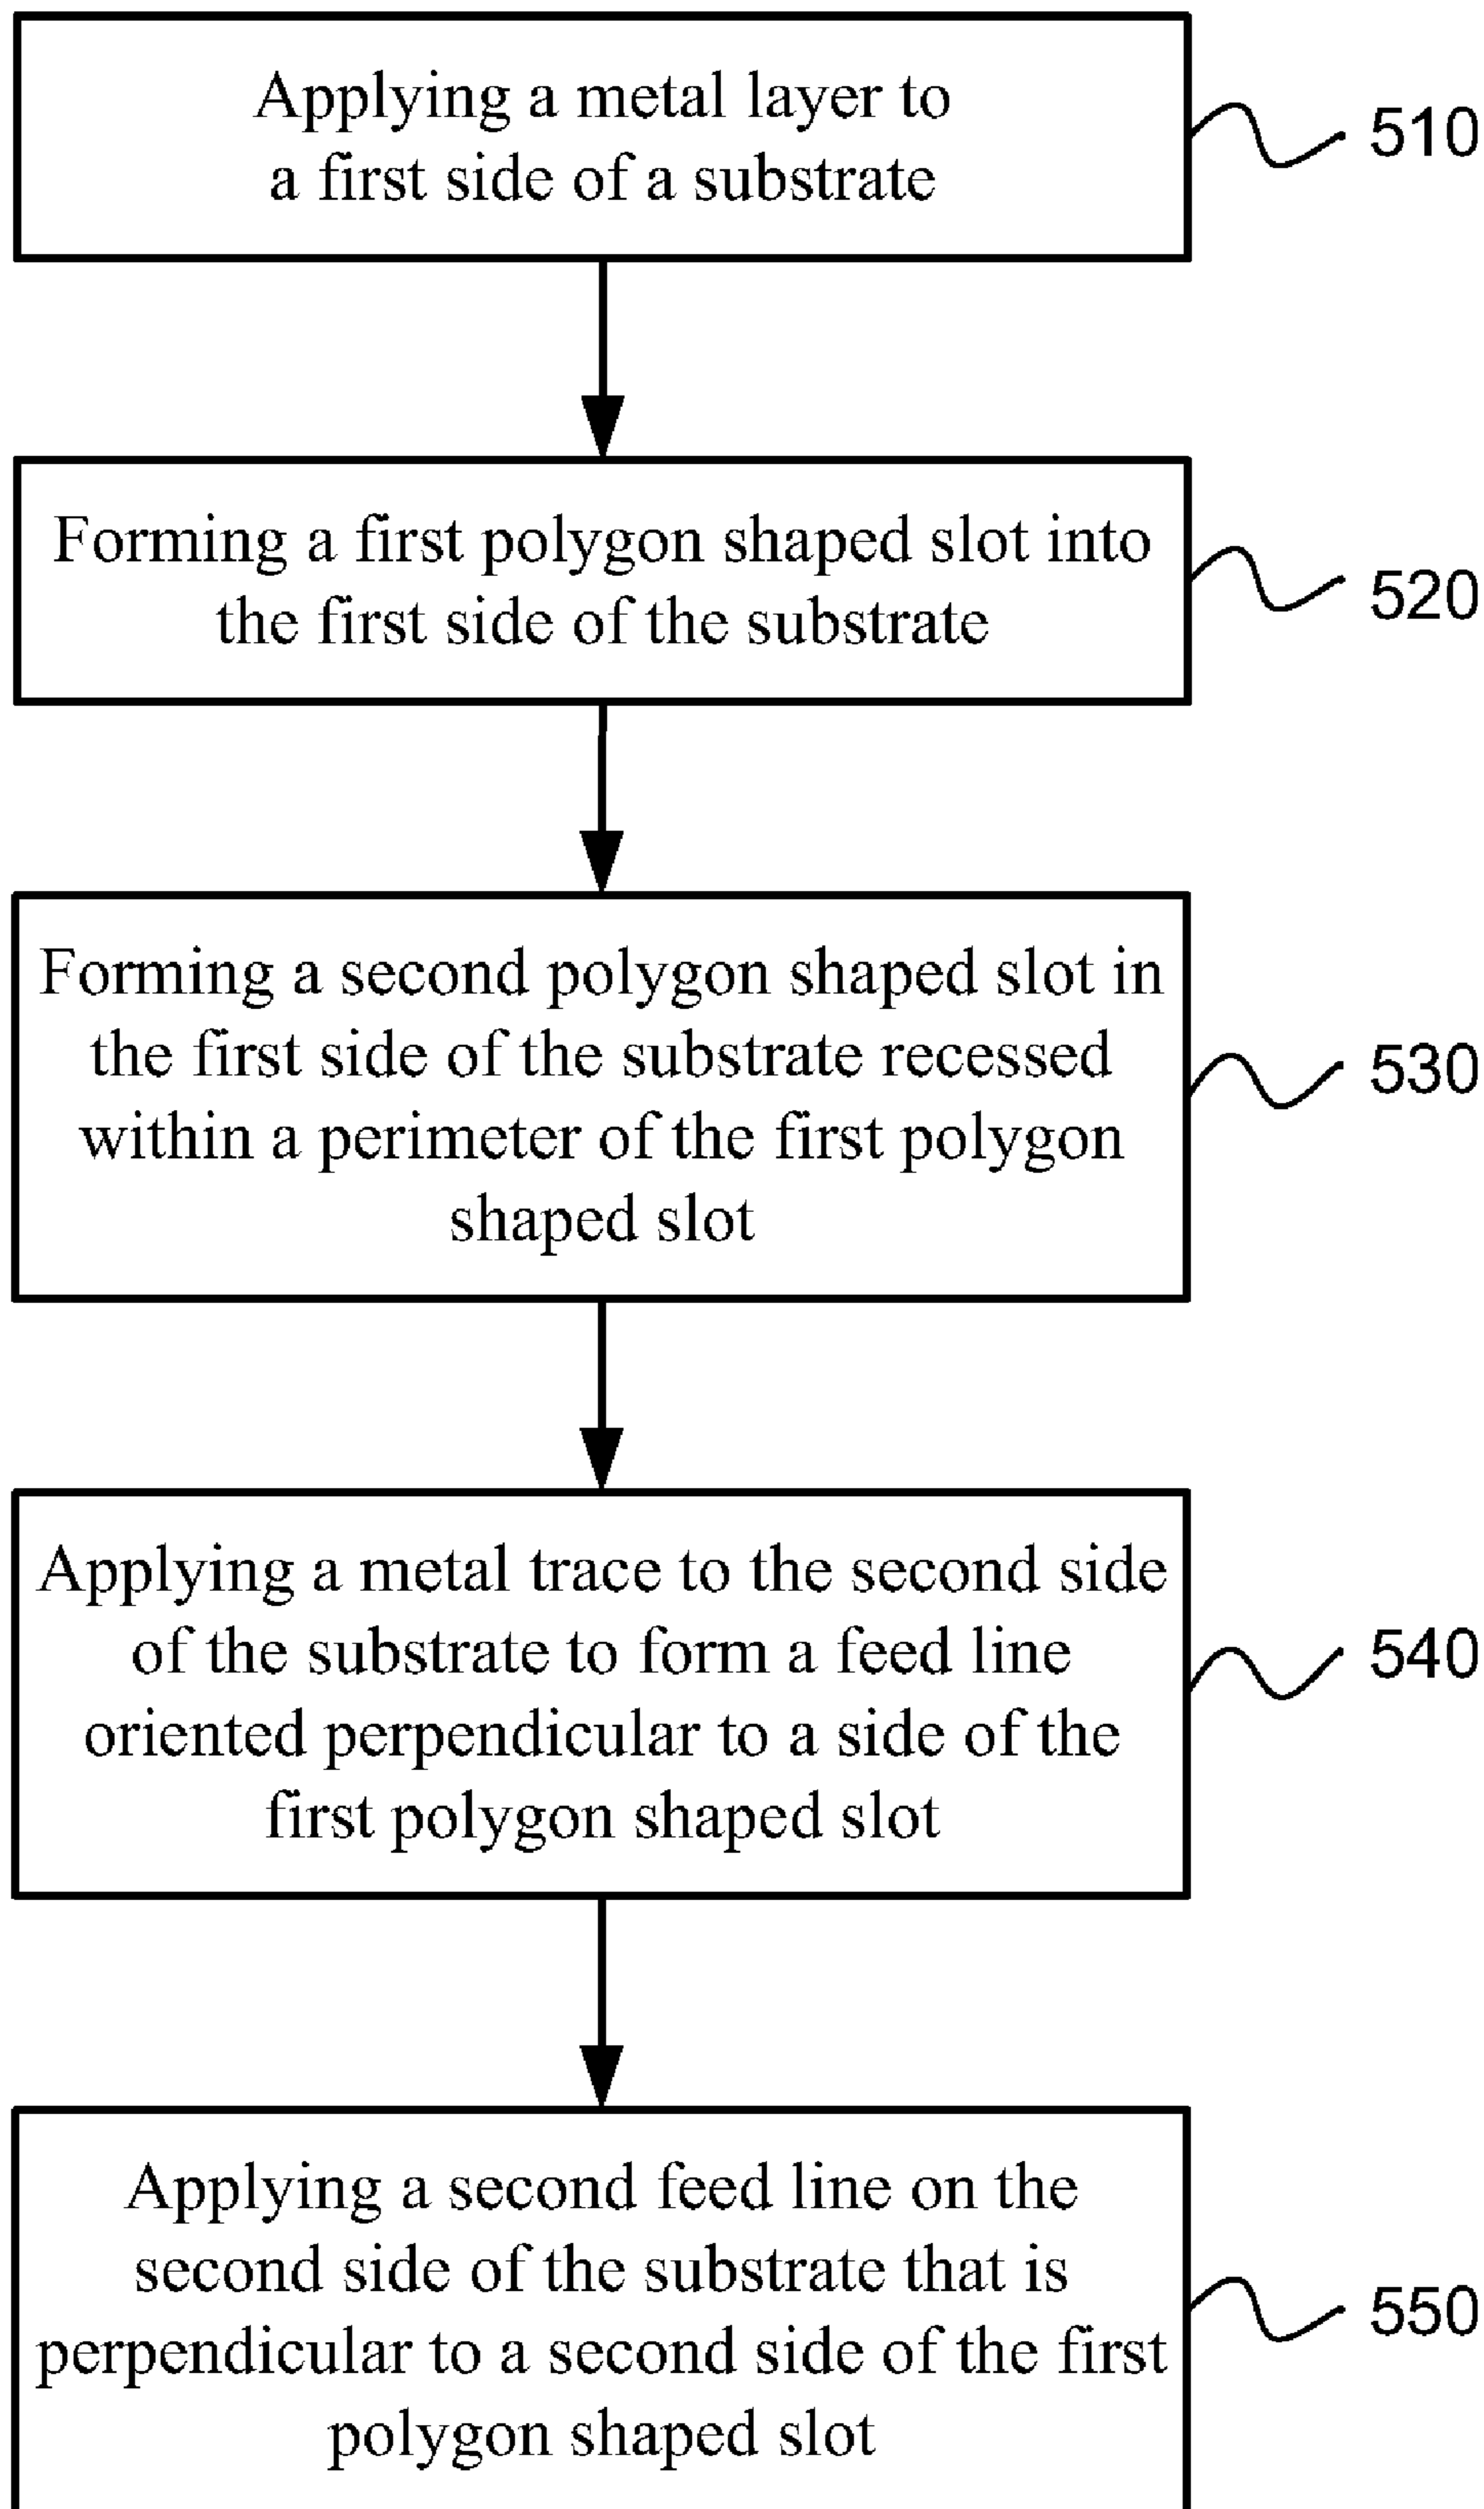 Applying a metal layer to
a first side of a substrate
510
Forming a first polygon shaped slot into
the first side of the substrate
520
Forming a second polygon shaped slot in
the first side of the substrate recessed
within a perimeter of the first polygon
shaped slot
530
Applying a metal trace to the second side
of the substrate to form a feed line
oriented perpendicular to a side of the
first polygon shaped slot
540
Applying a second feed line on the
second side of the substrate that is
perpendicular to a second side of the first
polygon shaped slot
550